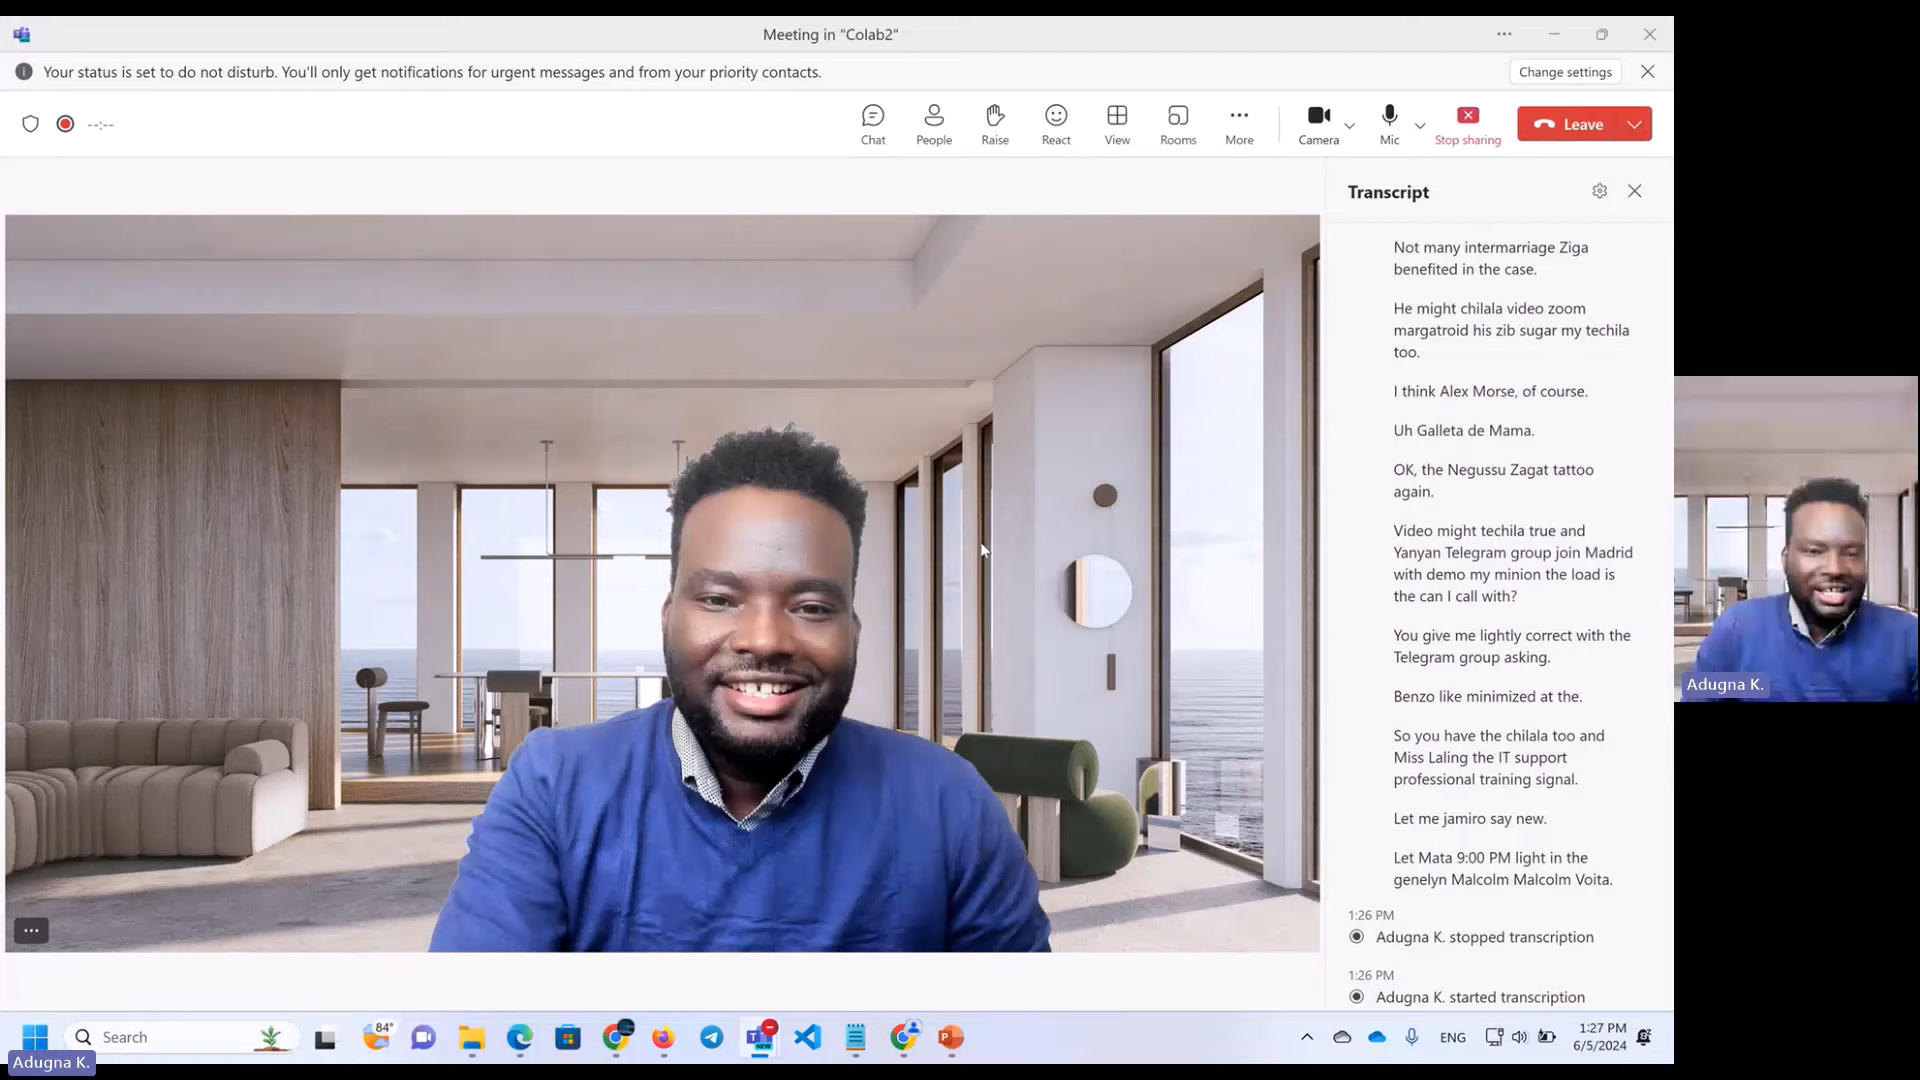 Meeting in "Colab2"
Your status is set to do not disturb. You'll only get notifications for urgent messages and from your priority contacts.
Change settings
--:--
Chat
People
Raise
React
View
Rooms
More
Camera
Mic
Stop sharing
Leave
Transcript
Not many intermarriage Ziga
benefited in the case.
He might chilala video zoom
margatroid his zib sugar my techila
too.
I think Alex Morse, of course.
Uh Galleta de Mama.
OK, the Negussu Zagat tattoo
again.
Video might techila true and
Yanyan Telegram group join Madrid
with demo my minion the load is
the can I call with?
You give me lightly correct with the
Telegram group asking.
Benzo like minimized at the.
So you have the chilala too and
Miss Laling the IT support
professional training signal.
Let me jamiro say new.
Let Mata 9:00 PM light in the
genelyn Malcolm Malcolm Voita.
1:26 PM
Adugna K. stopped transcription
1:26 PM
Adugna K. started transcription
Adugna K.
Search
84°
NEW
ENG
1:27 PM
6/5/2024
Adugna K.